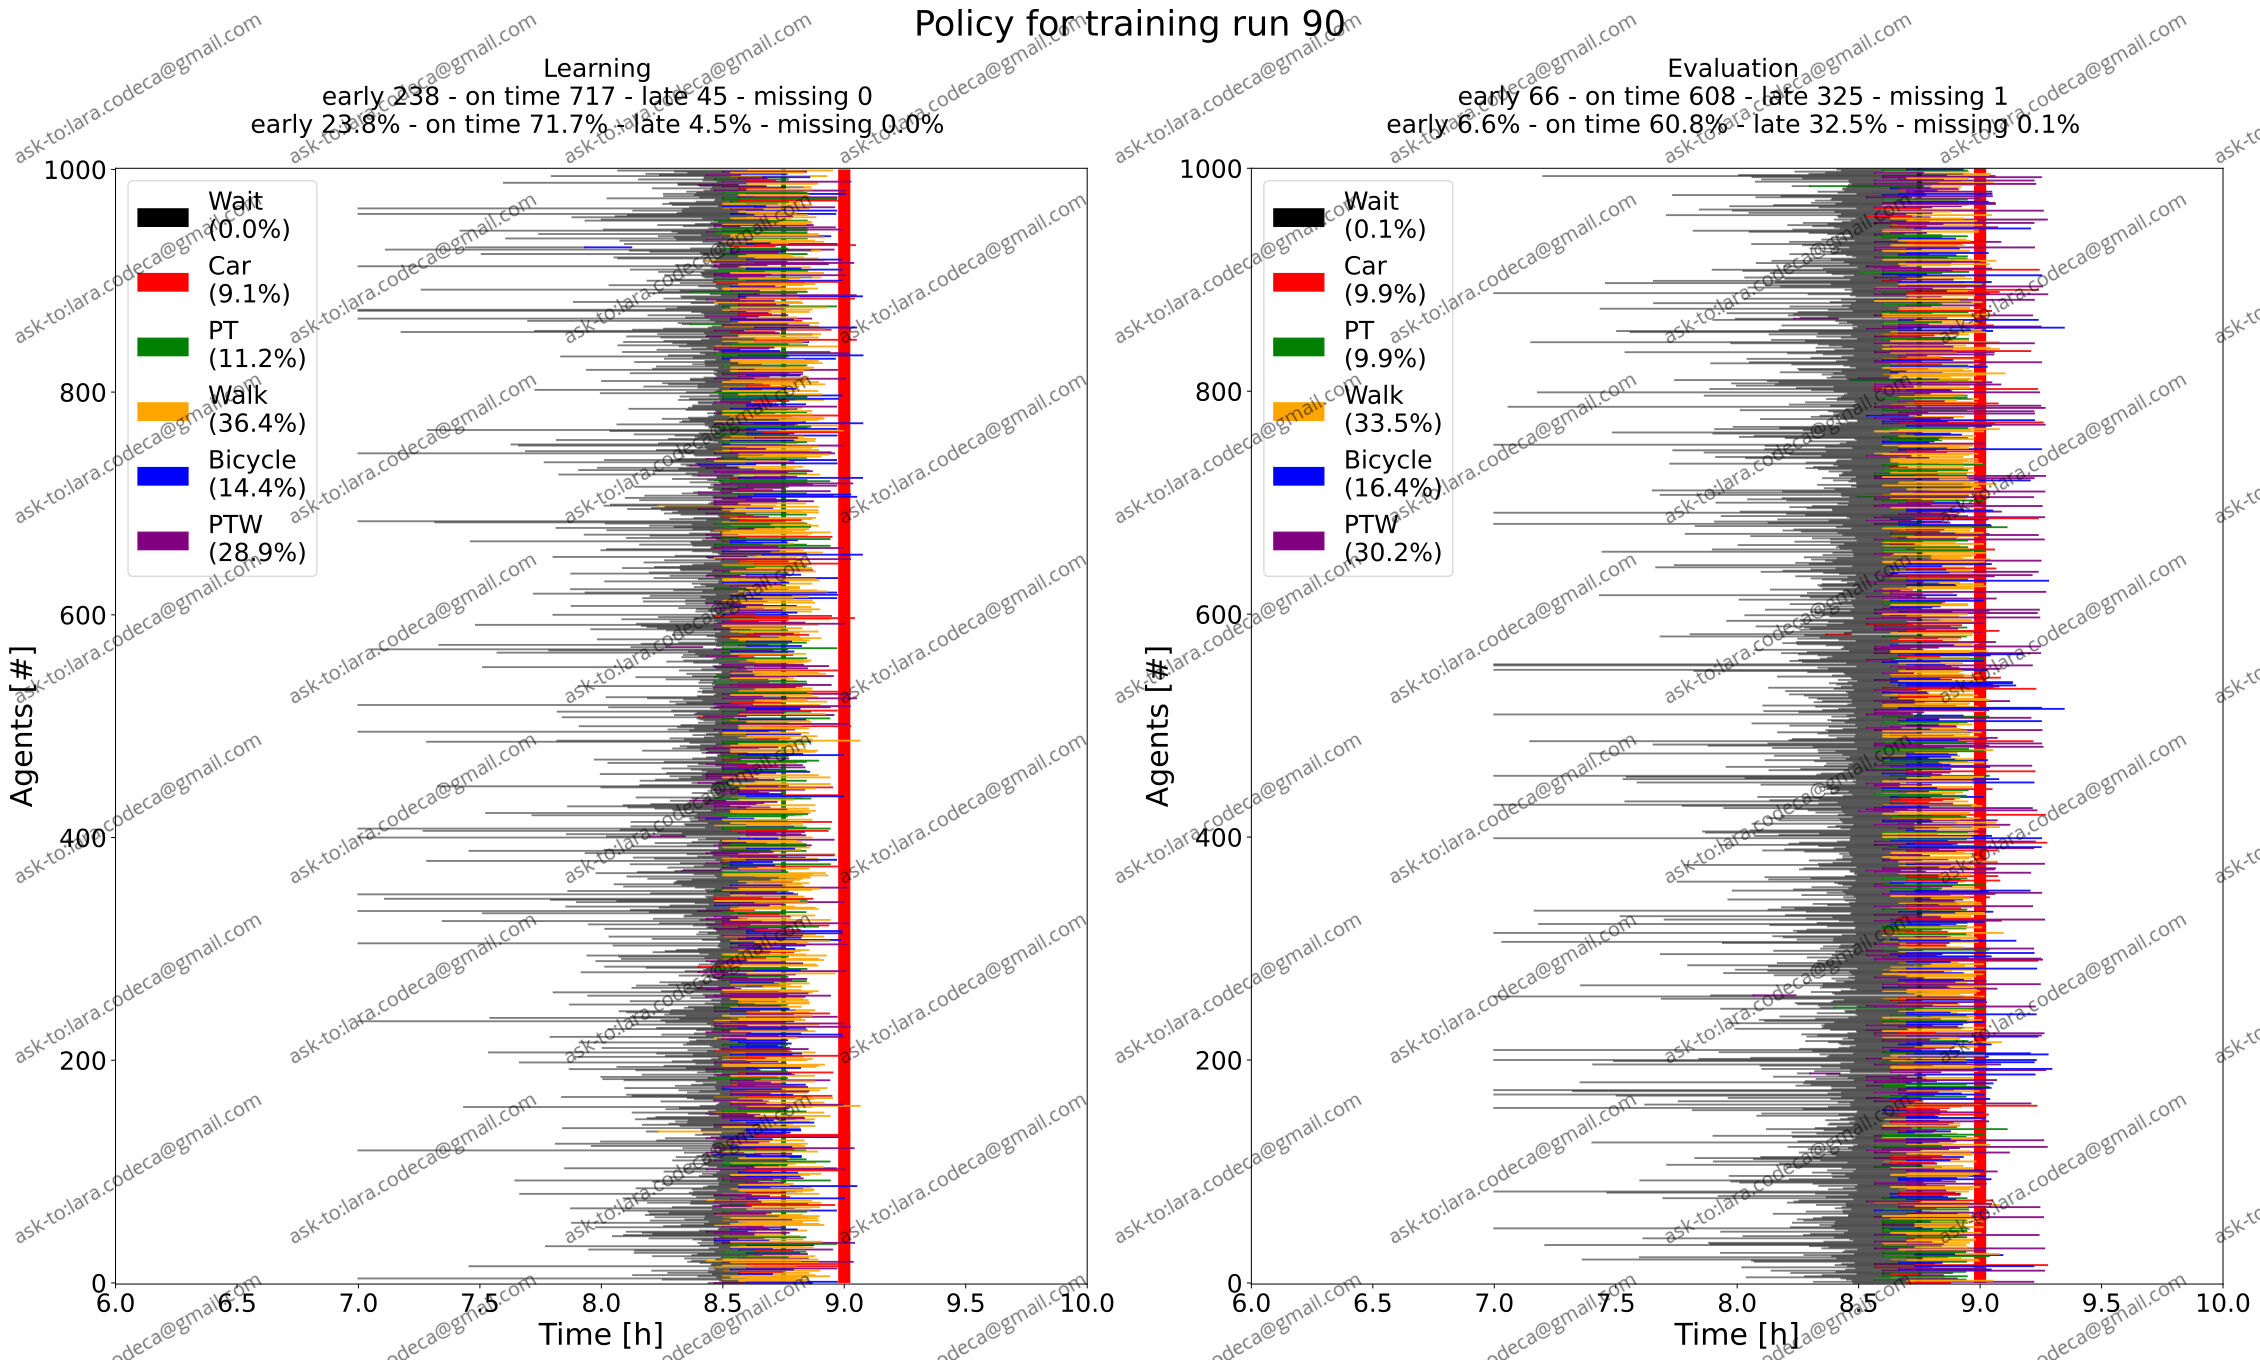 Policy for training run 90
Learning
early 238 - on time 717 - late 45 - missing 0
early 23.8% - on time 71.7% - late 4.5% - missing 0.0%
Agents [#]
1000
800
600
400
200
0
Wait
(0.0%)
Car
(9.1%)
PT
(11.2%)
Walk
(36.4%)
Bicycle
(14.4%)
PTW
(28.9%)
6.0 6.5 7.0 7.5 8.0 8.5 9.0 9.5 10.0
Time [h]
Evaluation
early 66 - on time 608 - late 325 - missing 1
early 6.6% - on time 60.8% - late 32.5% - missing 0.1%
Agents [#]
1000
800
600
400
200
0
Wait
(0.1%)
Car
(9.9%)
PT
(9.9%)
Walk
(33.5%)
Bicycle
(16.4%)
PTW
(30.2%)
6.0 6.5 7.0 7.5 8.0 8.5 9.0 9.5 10.0
Time [h]
ask-to:lara.codeca@gmail.com